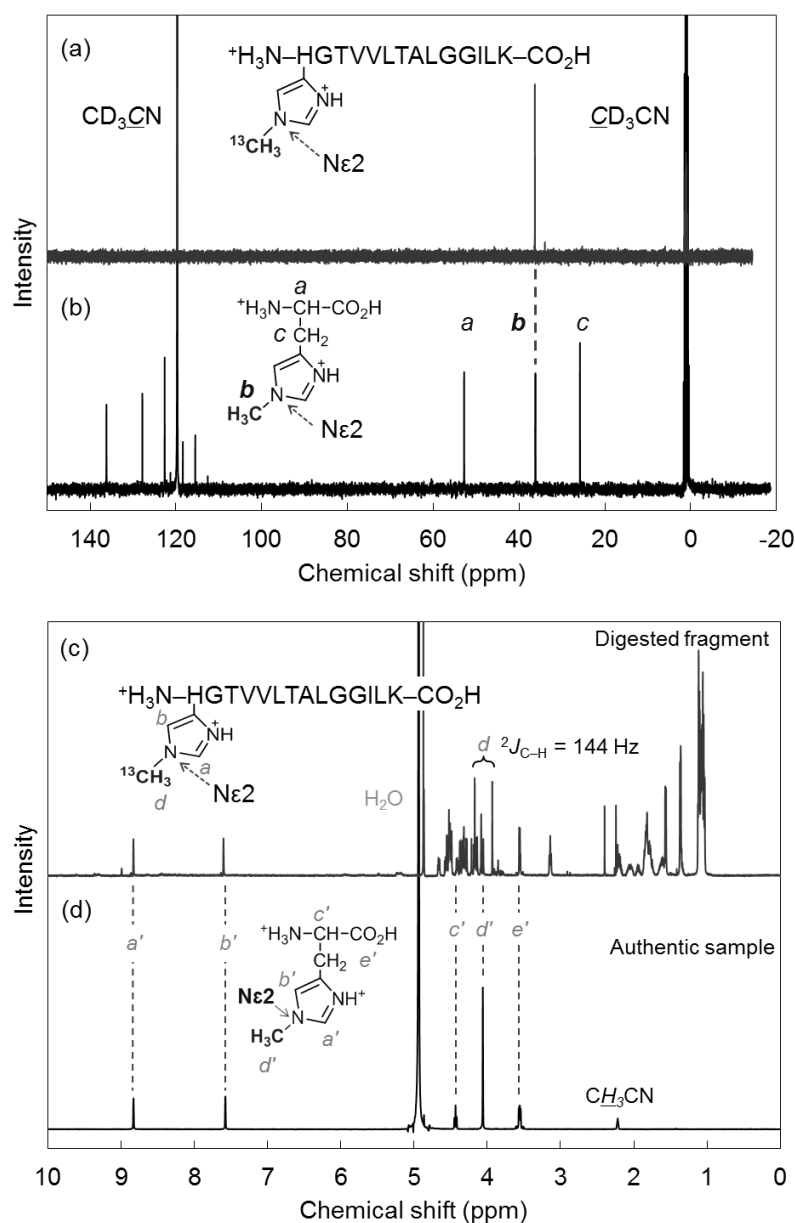 (a)
⁺H₃N–HGTVVLTALGGILK–CO₂H
CD₃CN
CD₃CN
⁺
NH
N
¹³CH₃
Nε2
Intensity
(b)
a
⁺H₃N–CH–CO₂H
c CH₂
⁺
NH
b
N
H₃C
Nε2
a
b
c
140 120 100 80 60 40 20 0 -20
Chemical shift (ppm)
(c)
Digested fragment
⁺H₃N–HGTVVLTALGGILK–CO₂H
b
⁺
NH
N
¹³CH₃ a
d
Nε2
H₂O
d ²J_C–H = 144 Hz
Intensity
(d)
a' b' c' d' e'
c'
⁺H₃N–CH–CO₂H
CH₂ e'
b'
Nε2
NH⁺
N
H₃C a'
d'
Authentic sample
CH₃CN
10 9 8 7 6 5 4 3 2 1 0
Chemical shift (ppm)